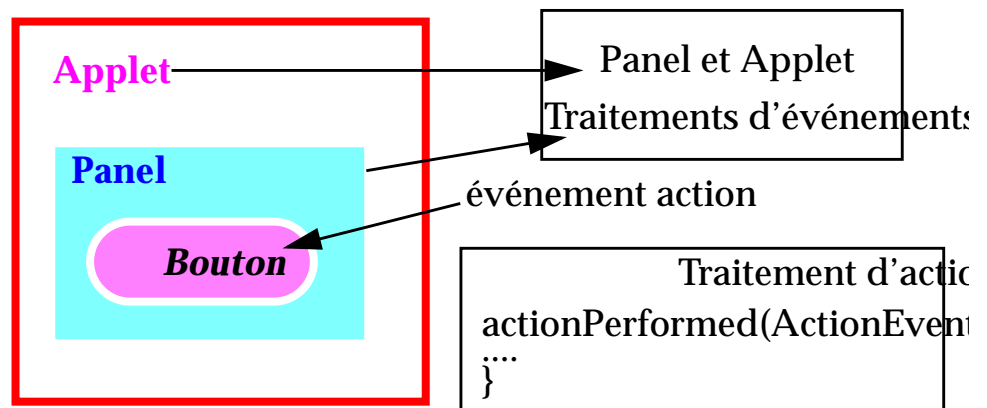 Applet
Panel et Applet
Traitements d’événements
Panel
événement action
Bouton
Traitement d’actio
actionPerformed(ActionEvent
....
}